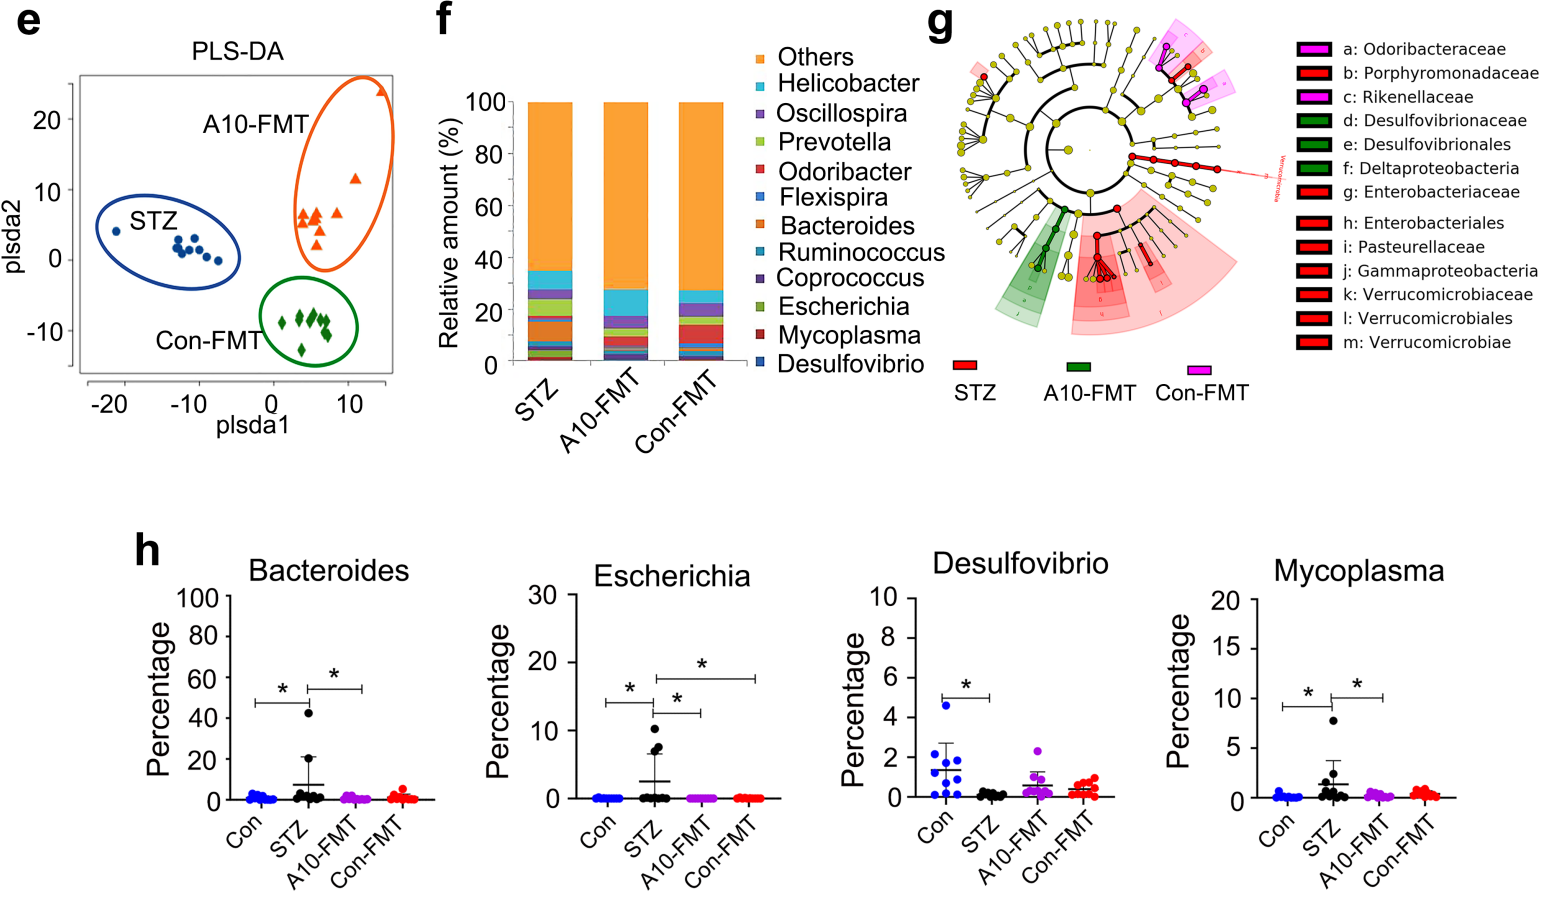 e
PLS-DA
plsda2
20
10
0
-10
A10-FMT
STZ
Con-FMT
-20
-10
0
10
plsda1
f
Relative amount (%)
100
80
60
40
20
0
STZ
A10-FMT
Con-FMT
Others
Helicobacter
Oscillospira
Prevotella
Odoribacter
Flexispira
Bacteroides
Ruminococcus
Coprococcus
Escherichia
Mycoplasma
Desulfovibrio
g
Verrucomicrobia
a: Odoribacteraceae
b: Porphyromonadaceae
c: Rikenellaceae
d: Desulfovibrionaceae
e: Desulfovibrionales
f: Deltaproteobacteria
g: Enterobacteriaceae
h: Enterobacteriales
i: Pasteurellaceae
j: Gammaproteobacteria
k: Verrucomicrobiaceae
l: Verrucomicrobiales
m: Verrucomicrobiae
STZ
A10-FMT
Con-FMT
h
Bacteroides
Percentage
100
80
60
40
20
0
* *
Con
STZ
A10-FMT
Con-FMT
Escherichia
Percentage
30
20
10
0
* * *
Con
STZ
A10-FMT
Con-FMT
Desulfovibrio
Percentage
10
8
6
4
2
0
*
Con
STZ
A10-FMT
Con-FMT
Mycoplasma
Percentage
20
15
10
5
0
* *
Con
STZ
A10-FMT
Con-FMT